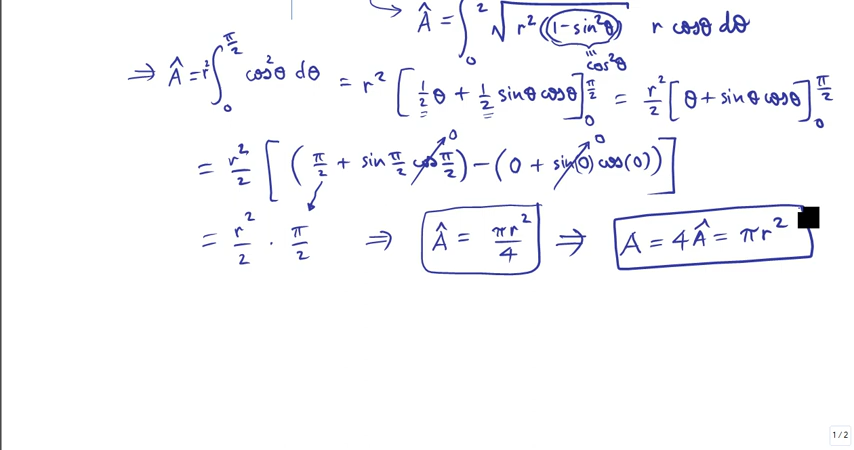 → Â = ∫₀² √(r²(1-sin²θ)) r cosθ dθ
≡ cos²θ
⇒ Â = r² ∫₀^{π/2} cos²θ dθ = r² [ 1/2 θ + 1/2 sinθ cosθ ]₀^{π/2} = r²/2 [ θ + sinθ cosθ ]₀^{π/2}
= r²/2 [ ( π/2 + sin π/2 cos π/2 ) - ( 0 + sin(0) cos(0) ) ]
0 0
= r²/2 · π/2 ⇒ Â = πr²/4 ⇒ A = 4Â = πr²
1 / 2